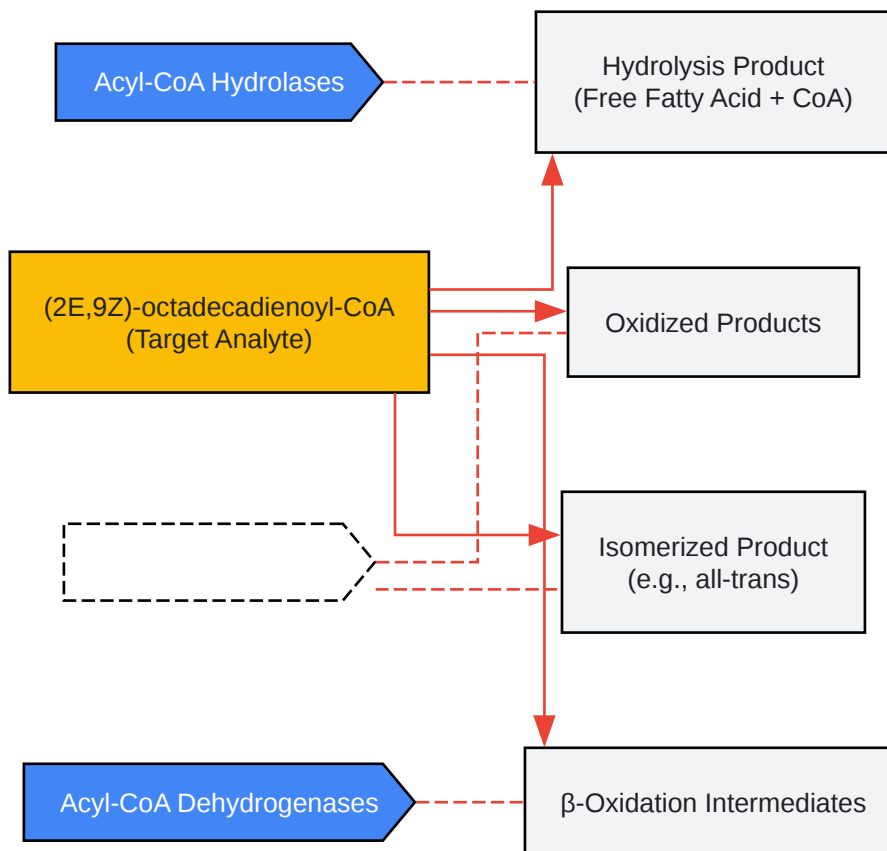 Acyl-CoA Hydrolases
Hydrolysis Product
(Free Fatty Acid + CoA)
(2E,9Z)-octadecadienoyl-CoA
(Target Analyte)
Oxidized Products
Isomerized Product
(e.g., all-trans)
Acyl-CoA Dehydrogenases
β-Oxidation Intermediates